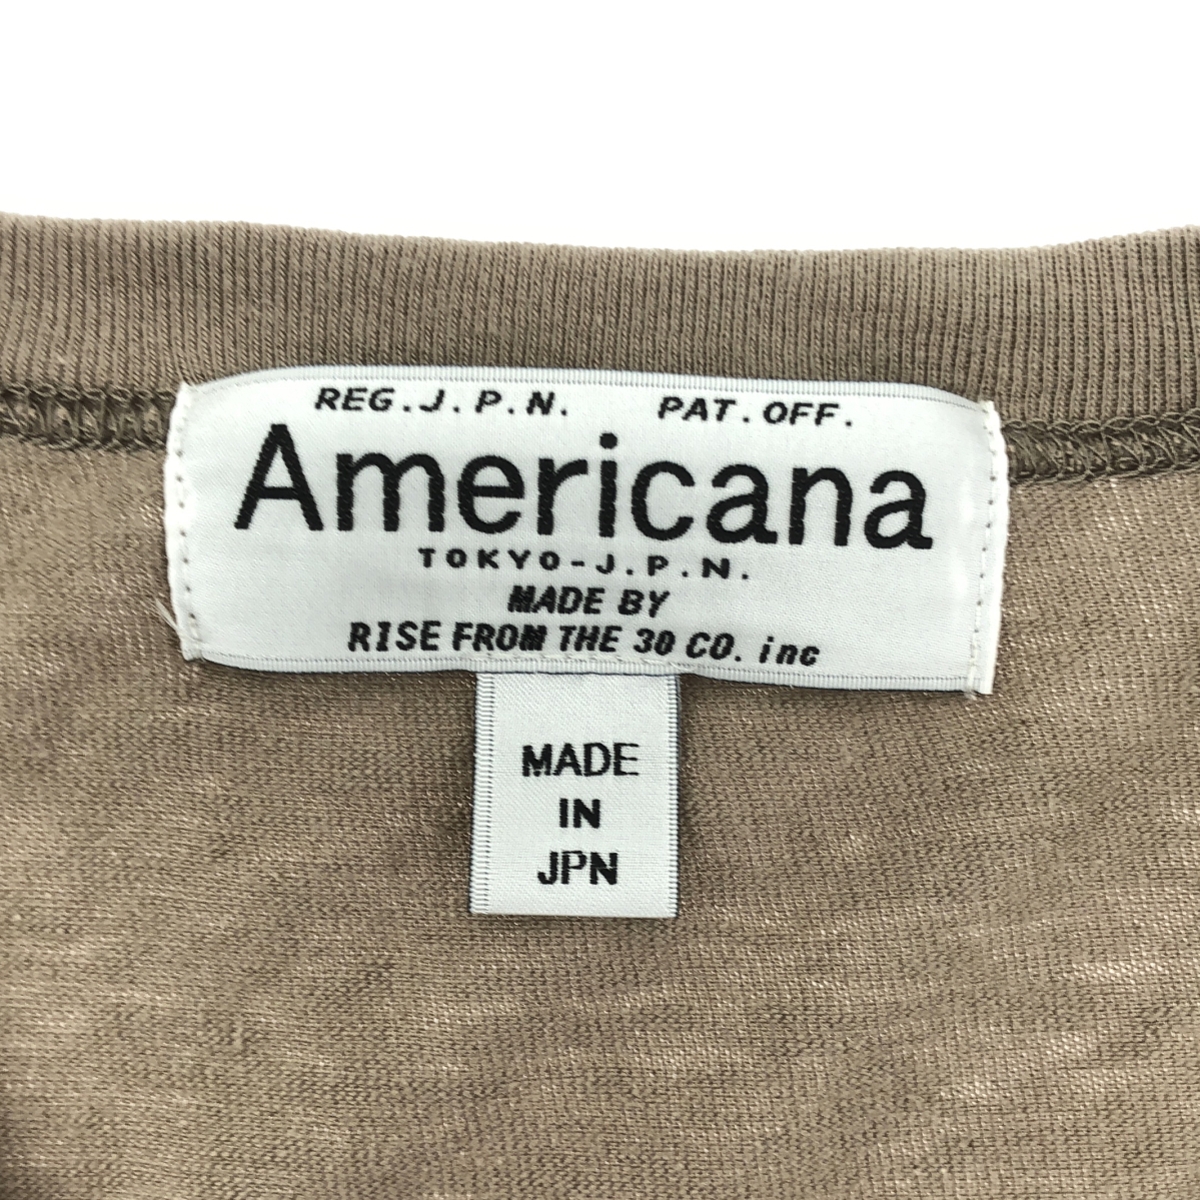 REG.J.P.N. PAT.OFF.
Americana
TOKYO-J.P.N.
MADE BY
RISE FROM THE 30 CO. inc
MADE
IN
JPN